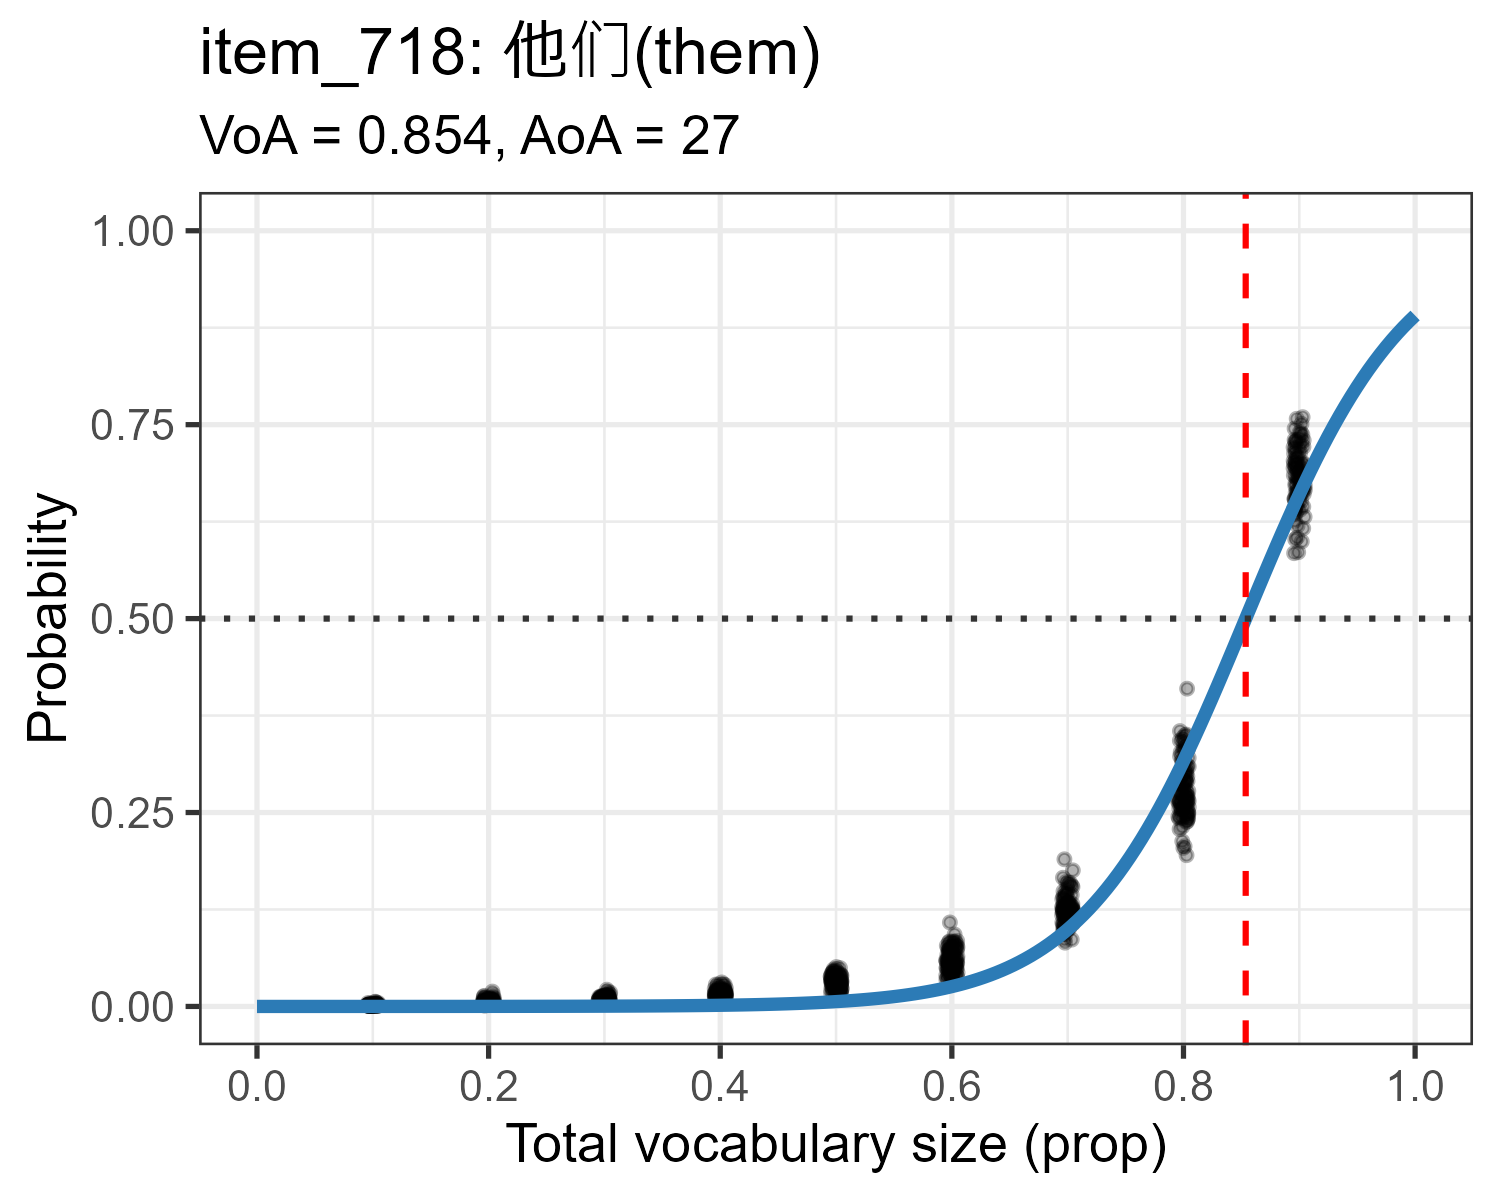 item_718: 他们(them)
VoA = 0.854, AoA = 27
1.00
0.75
0.50
0.25
0.00
Probability
0.0 0.2 0.4 0.6 0.8 1.0
Total vocabulary size (prop)